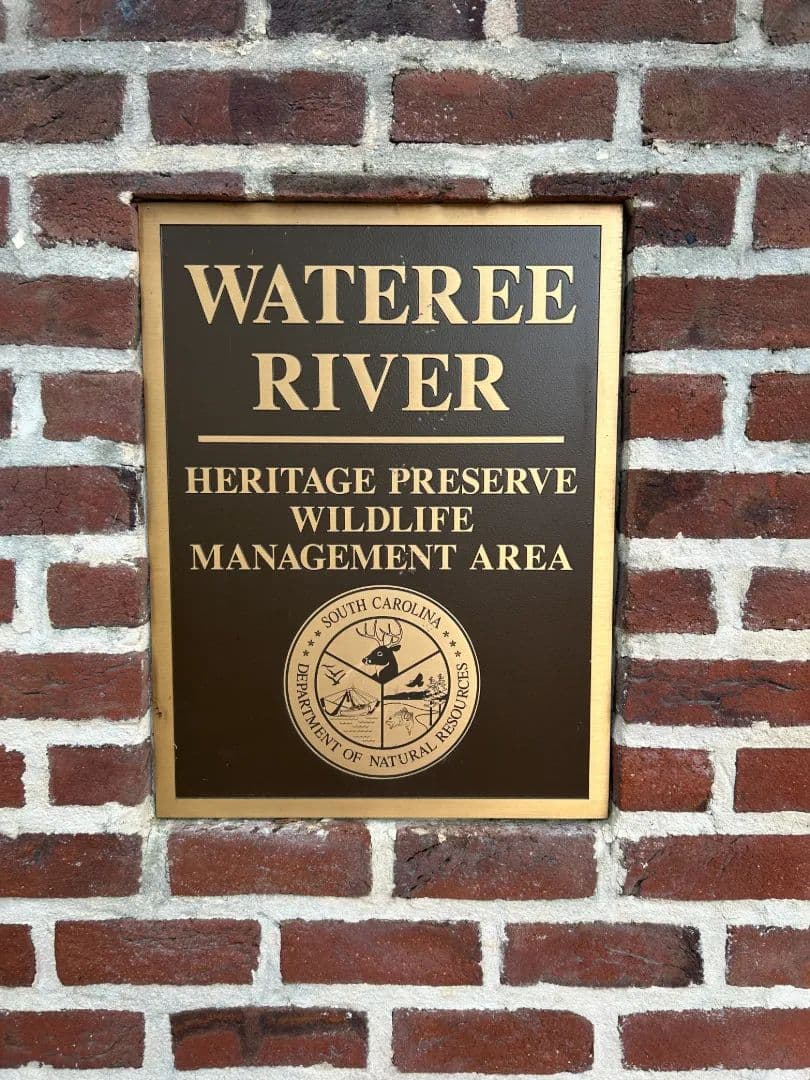 WATEREE
RIVER
HERITAGE PRESERVE
WILDLIFE
MANAGEMENT AREA
SOUTH CAROLINA
DEPARTMENT OF NATURAL RESOURCES